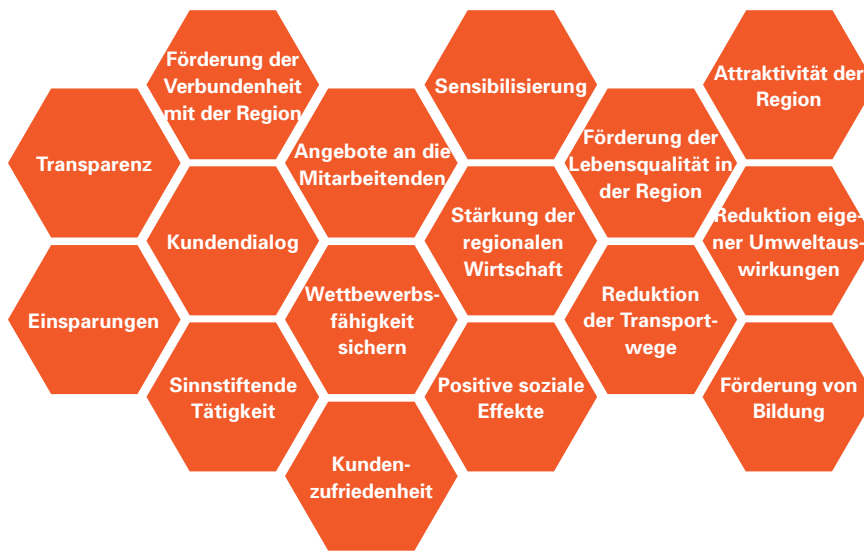 Förderung der
Verbundenheit
mit der Region
Sensibilisierung
Attraktivität der
Region
Transparenz
Angebote an die
Mitarbeitenden
Förderung der
Lebensqualität in
der Region
Kundendialog
Stärkung der
regionalen
Wirtschaft
Reduktion eige-
ner Umweltaus-
wirkungen
Einsparungen
Wettbewerbs-
fähigkeit
sichern
Reduktion
der Transport-
wege
Sinnstiftende
Tätigkeit
Positive soziale
Effekte
Förderung von
Bildung
Kunden-
zufriedenheit